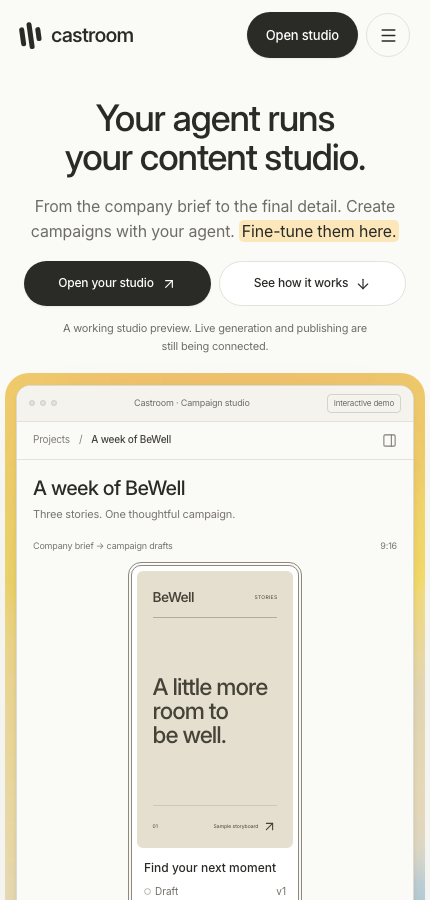 castroom
Open studio
Your agent runs
your content studio.
From the company brief to the final detail. Create
campaigns with your agent. Fine-tune them here.
Open your studio
See how it works
A working studio preview. Live generation and publishing are
still being connected.
Castroom · Campaign studio
Interactive demo
Projects / A week of BeWell
A week of BeWell
Three stories. One thoughtful campaign.
Company brief → campaign drafts
9:16
BeWell
STORIES
A little more
room to
be well.
01
Sample storyboard
Find your next moment
Draft
v1